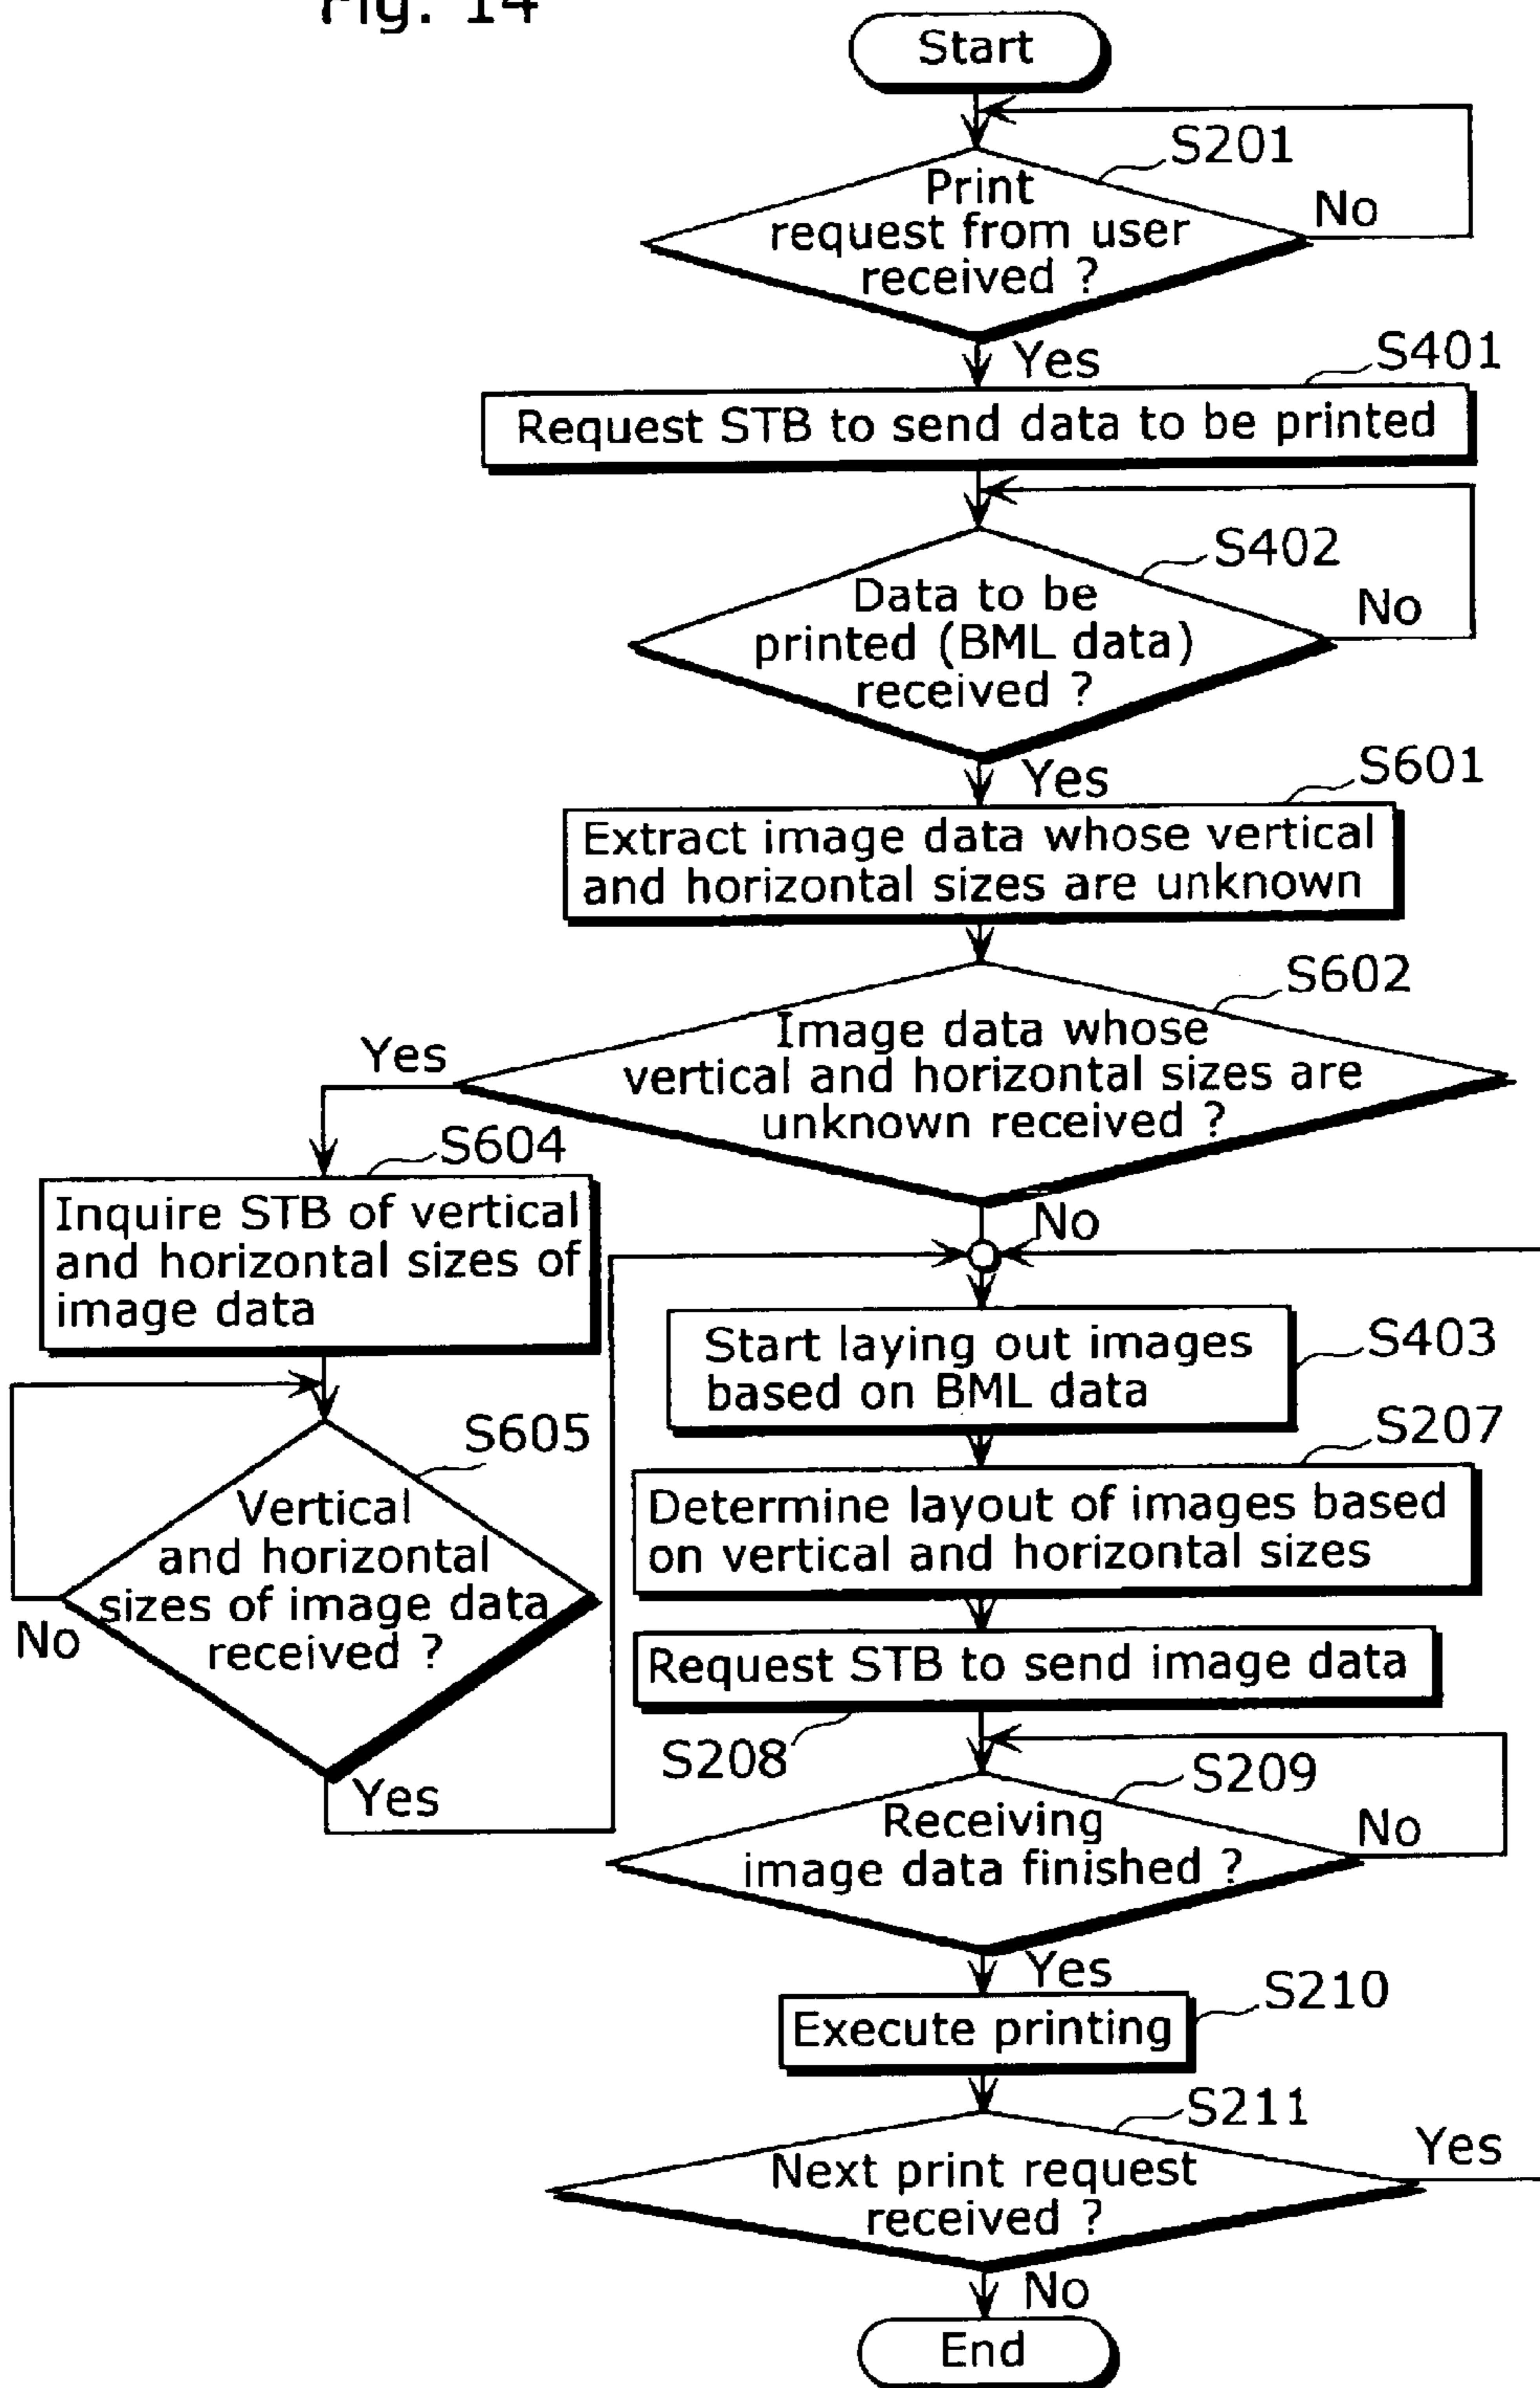 Fig. 14
Start
S201
Print
request from user
received ?
No
Yes
S401
Request STB to send data to be printed
S402
Data to be
printed (BML data)
received ?
No
Yes
S601
Extract image data whose vertical
and horizontal sizes are unknown
S602
Image data whose
vertical and horizontal sizes are
unknown received ?
Yes
No
S604
Inquire STB of vertical
and horizontal sizes of
image data
S605
Vertical
and horizontal
sizes of image data
received ?
No
Yes
Start laying out images
based on BML data
S403
S207
Determine layout of images based
on vertical and horizontal sizes
Request STB to send image data
S208
S209
Receiving
image data finished ?
No
Yes
S210
Execute printing
S211
Next print request
received ?
Yes
No
End